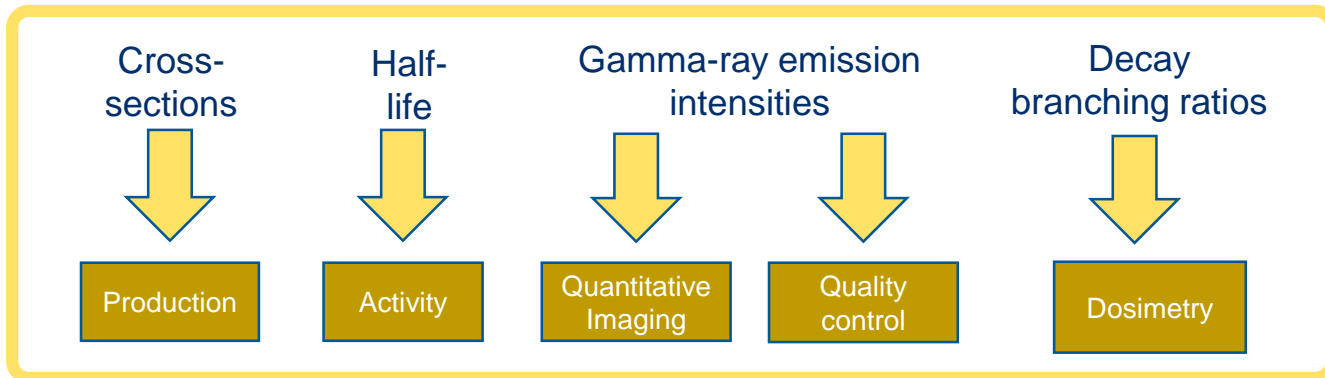 Cross-
sections
Half-
life
Gamma-ray emission
intensities
Decay
branching ratios
Production
Activity
Quantitative
Imaging
Quality
control
Dosimetry